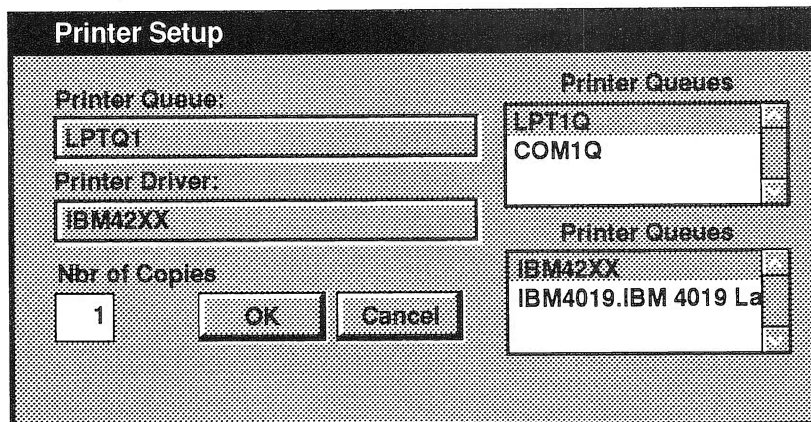 Printer Setup
Printer Queue:
LPTQ1
Printer Driver:
IBM42XX
Nbr of Copies
1
OK
Cancel
Printer Queues
LPT1Q
COM1Q
Printer Queues
IBM42XX
IBM4019.IBM 4019 La